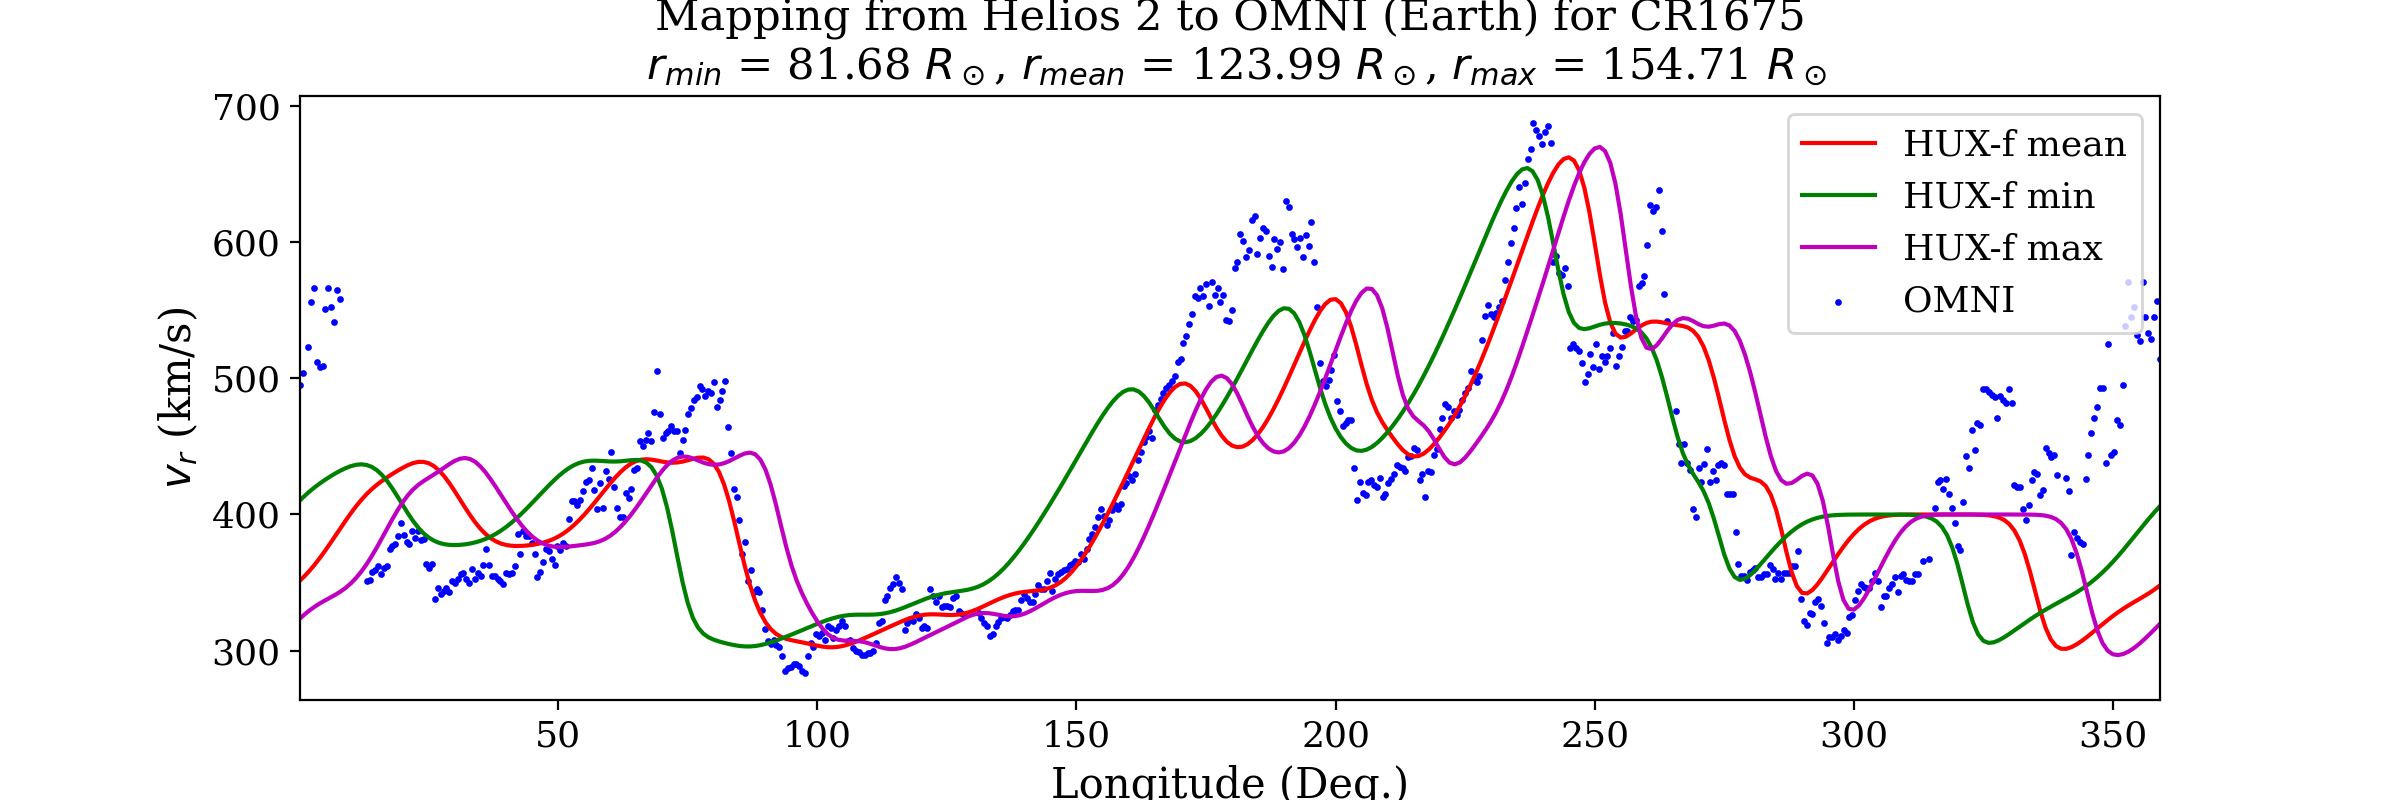 Mapping from Helios 2 to OMNI (Earth) for CR1675
r_min = 81.68 R_⊙, r_mean = 123.99 R_⊙, r_max = 154.71 R_⊙
700
600
500
400
300
v_r (km/s)
HUX-f mean
HUX-f min
HUX-f max
OMNI
50 100 150 200 250 300 350
Longitude (Deg.)